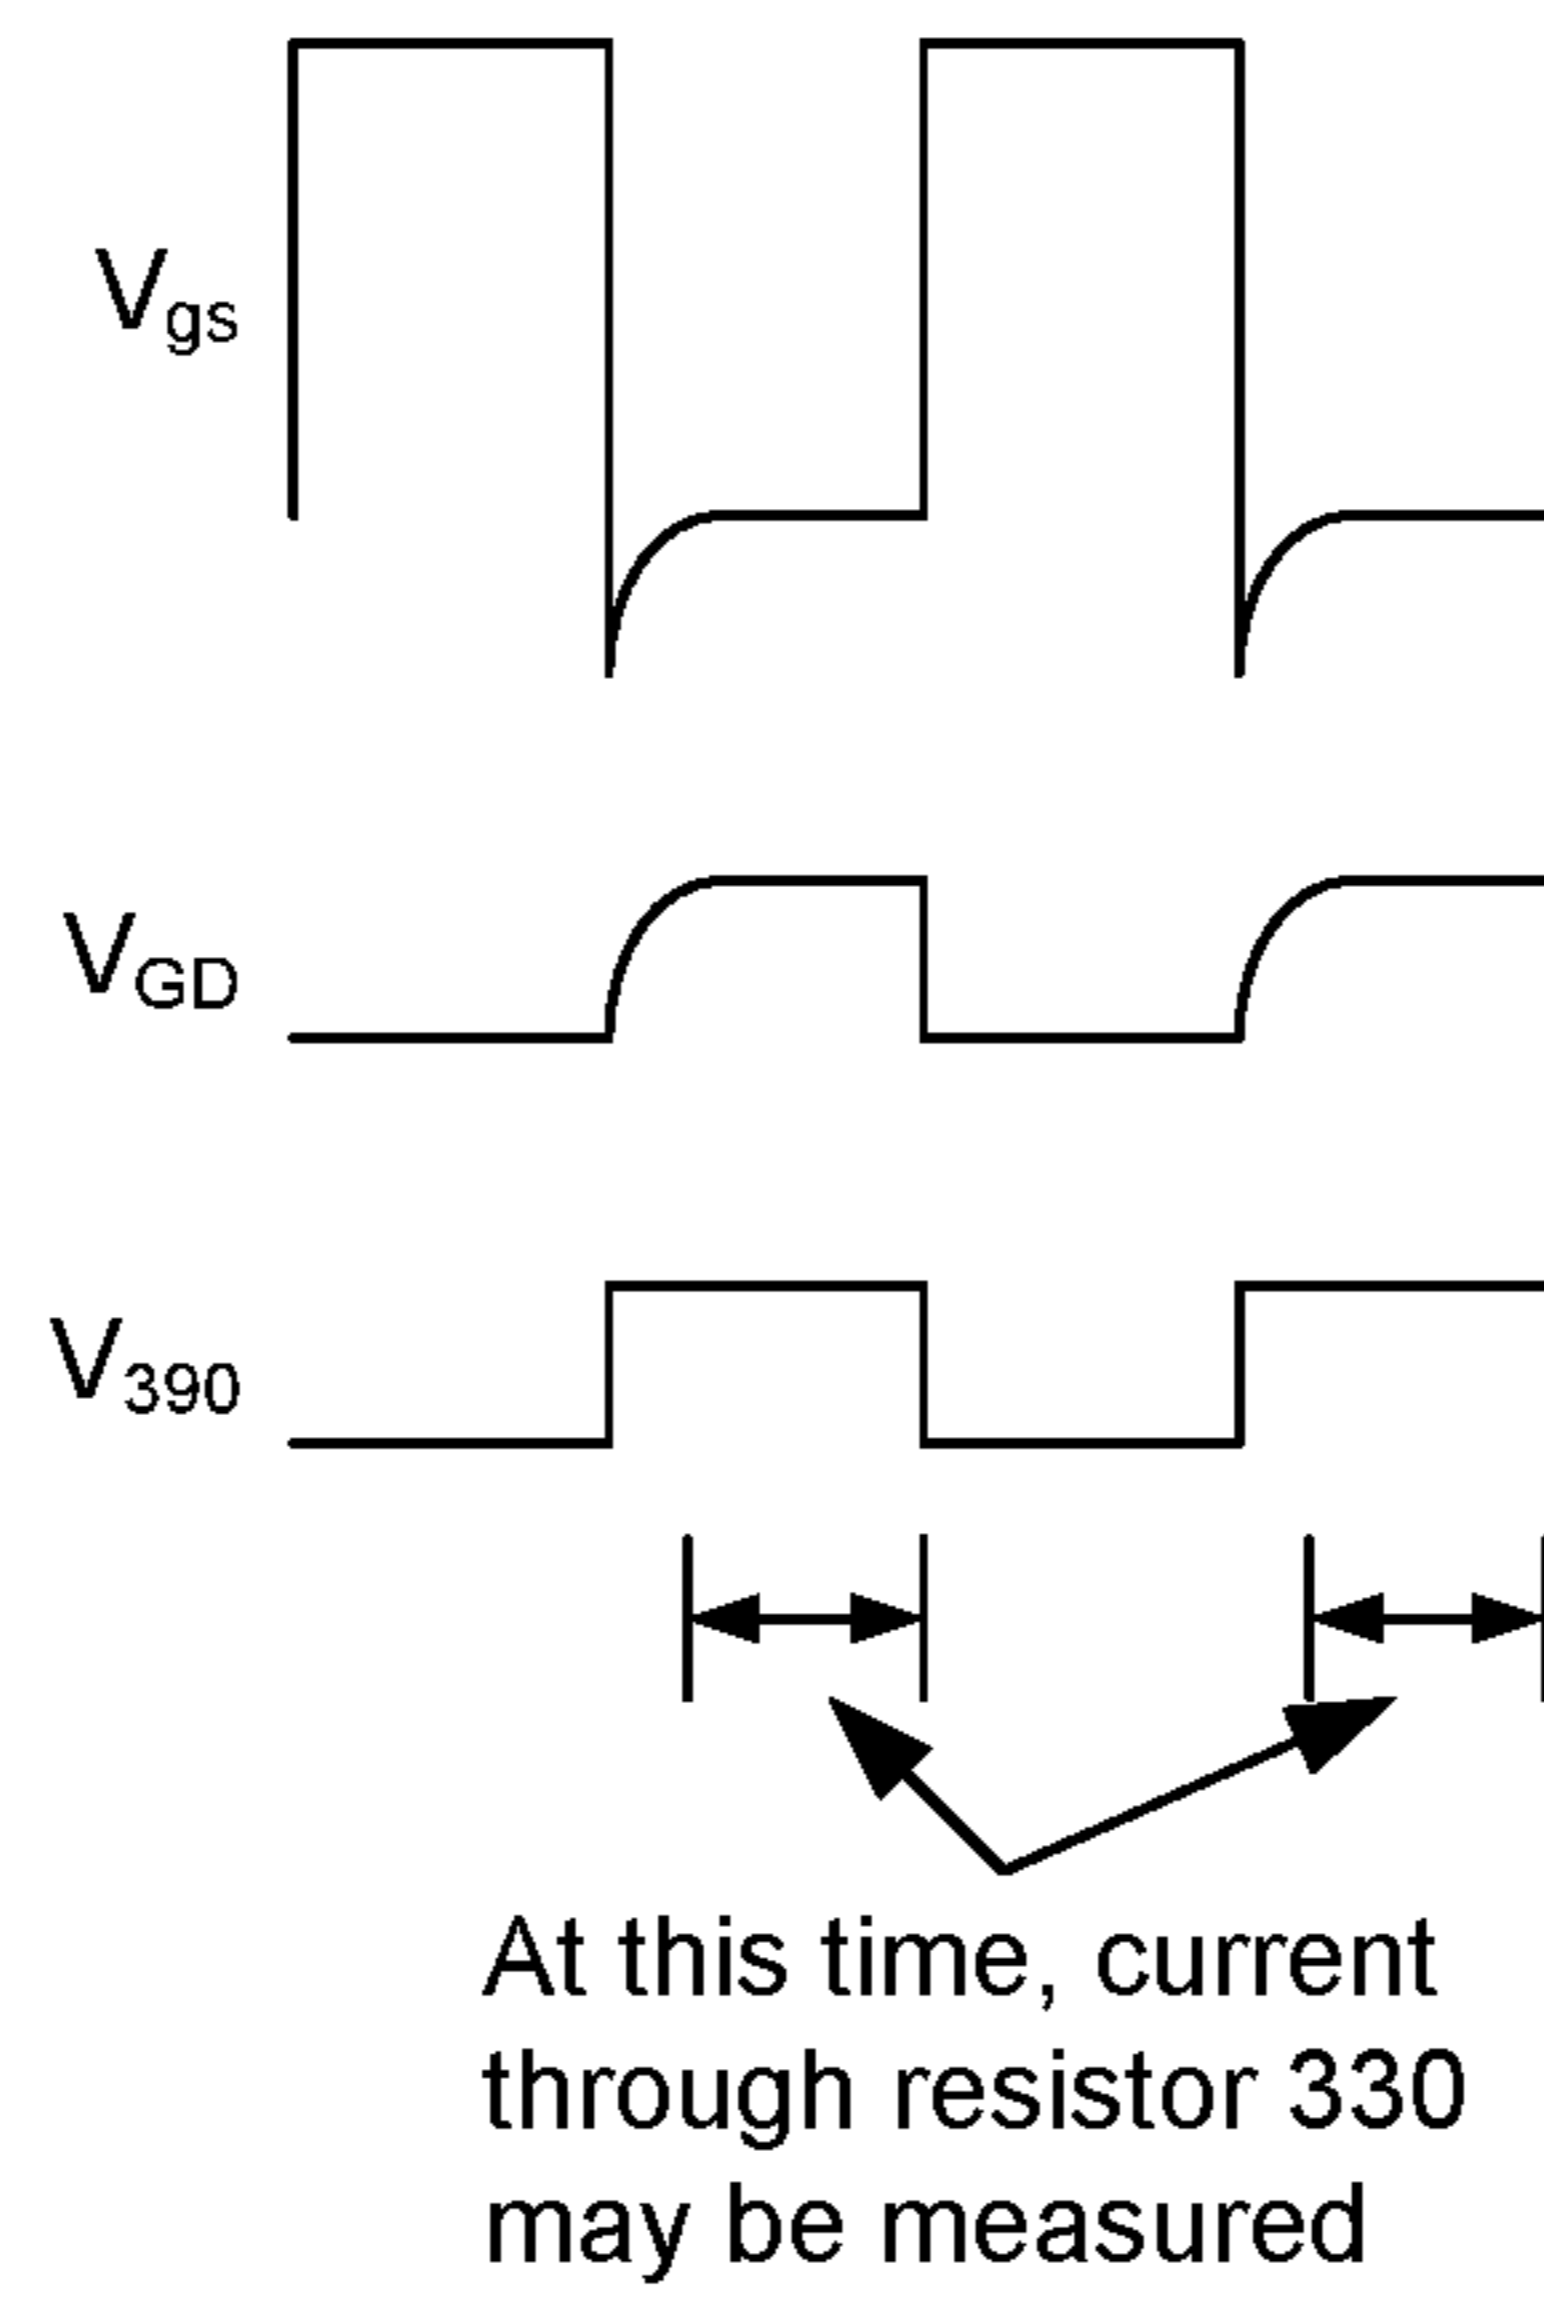 Vgs
VGD
V390
At this time, current
through resistor 330
may be measured